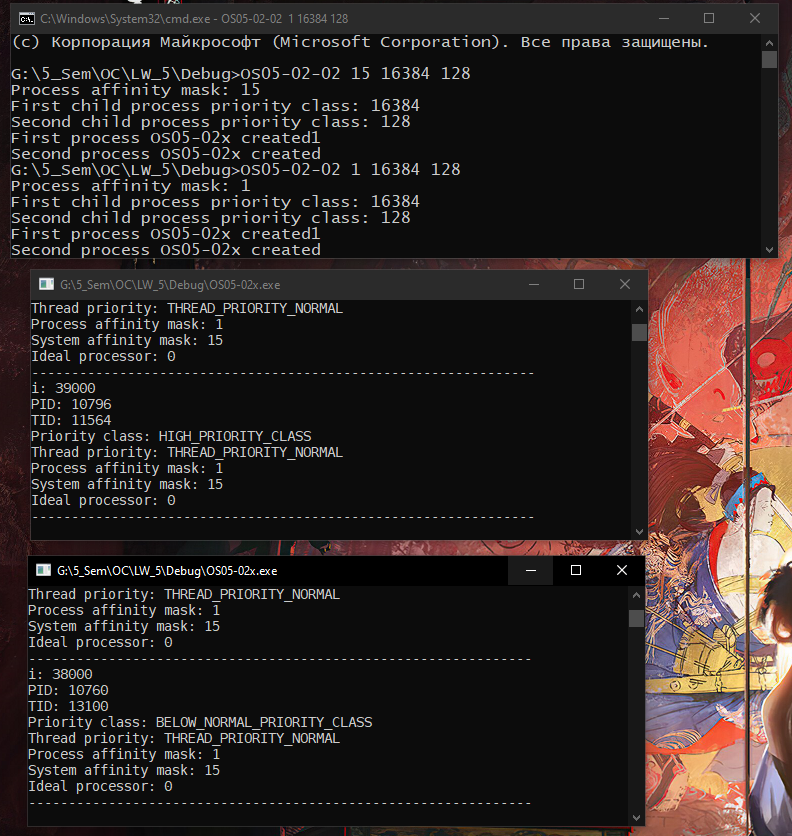 C:\Windows\System32\cmd.exe - OS05-02-02  1 16384 128
(c) Корпорация Майкрософт (Microsoft Corporation). Все права защищены.
G:\5_Sem\OC\LW_5\Debug>OS05-02-02 15 16384 128
Process affinity mask: 15
First child process priority class: 16384
Second child process priority class: 128
First process OS05-02x created1
Second process OS05-02x created
G:\5_Sem\OC\LW_5\Debug>OS05-02-02 1 16384 128
Process affinity mask: 1
First child process priority class: 16384
Second child process priority class: 128
First process OS05-02x created1
Second process OS05-02x created
G:\5_Sem\OC\LW_5\Debug\OS05-02x.exe
Thread priority: THREAD_PRIORITY_NORMAL
Process affinity mask: 1
System affinity mask: 15
Ideal processor: 0
---------------------------------------------------------------
i: 39000
PID: 10796
TID: 11564
Priority class: HIGH_PRIORITY_CLASS
Thread priority: THREAD_PRIORITY_NORMAL
Process affinity mask: 1
System affinity mask: 15
Ideal processor: 0
---------------------------------------------------------------
G:\5_Sem\OC\LW_5\Debug\OS05-02x.exe
Thread priority: THREAD_PRIORITY_NORMAL
Process affinity mask: 1
System affinity mask: 15
Ideal processor: 0
---------------------------------------------------------------
i: 38000
PID: 10760
TID: 13100
Priority class: BELOW_NORMAL_PRIORITY_CLASS
Thread priority: THREAD_PRIORITY_NORMAL
Process affinity mask: 1
System affinity mask: 15
Ideal processor: 0
---------------------------------------------------------------